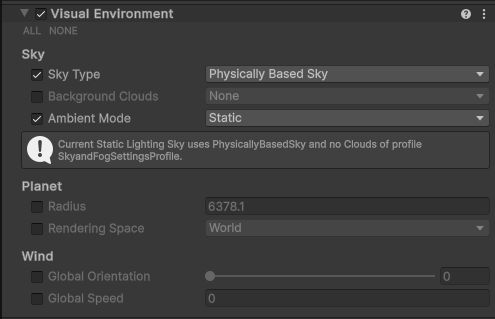 Visual Environment
ALL NONE
Sky
Sky Type Physically Based Sky
Background Clouds None
Ambient Mode Static
Current Static Lighting Sky uses PhysicallyBasedSky and no Clouds of profile
SkyandFogSettingsProfile.
Planet
Radius 6378.1
Rendering Space World
Wind
Global Orientation 0
Global Speed 0